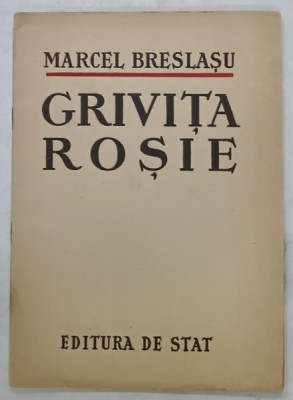 MARCEL BRESLAȘU
GRIVIȚA
ROȘIE
EDITURA DE STAT